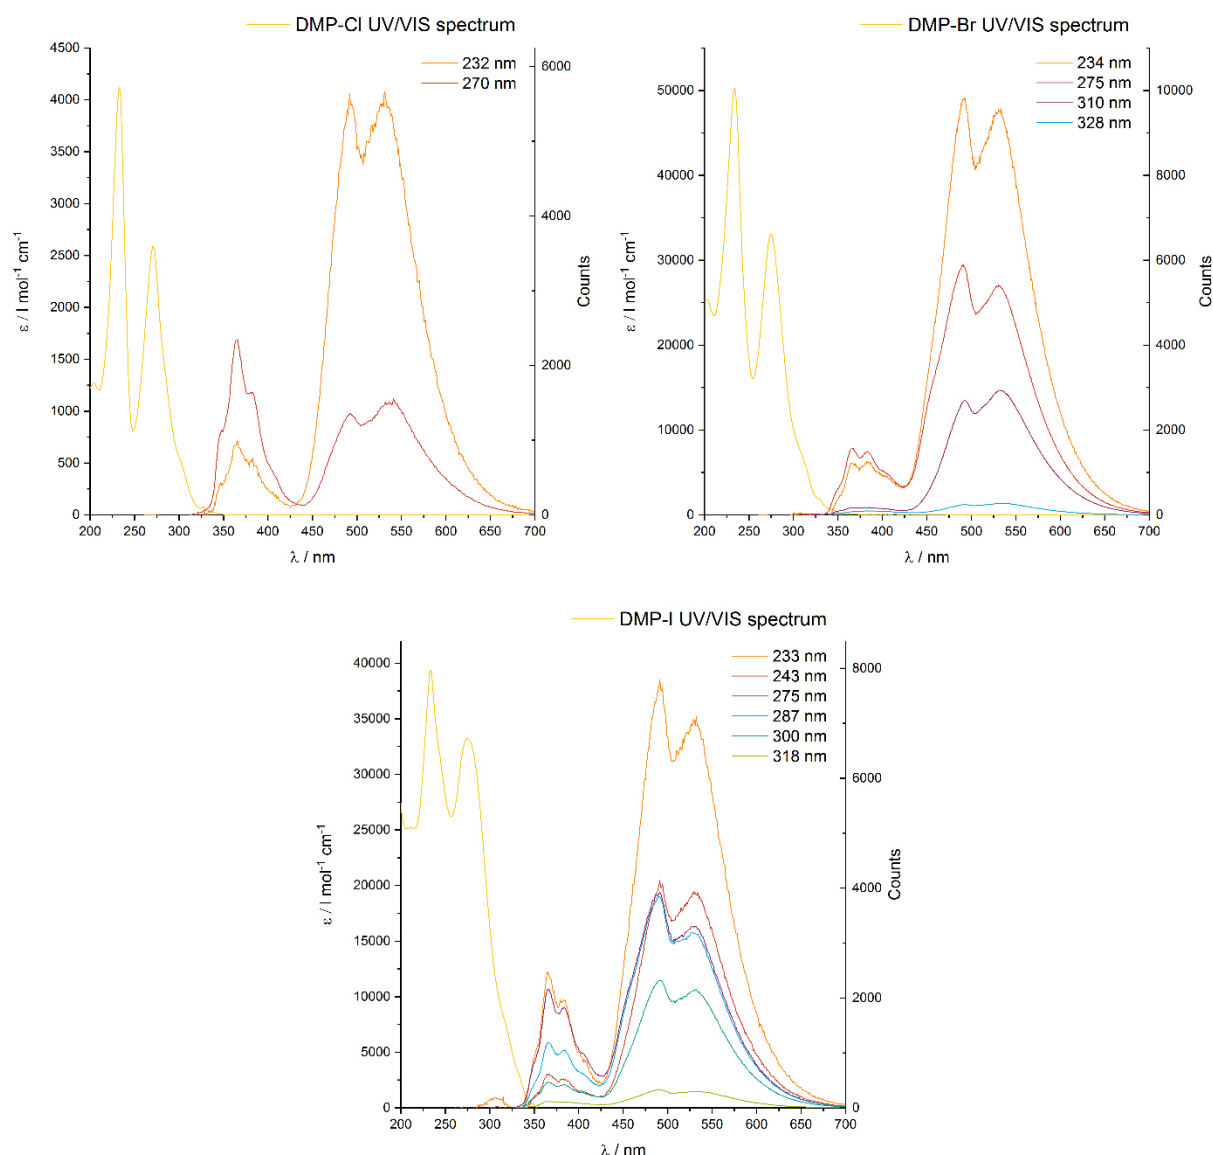 DMP-Cl UV/VIS spectrum
232 nm
270 nm
4500
4000
3500
3000
2500
2000
1500
1000
500
0
ε / l mol⁻¹ cm⁻¹
6000
4000
2000
0
Counts
200 250 300 350 400 450 500 550 600 650 700
λ / nm
DMP-Br UV/VIS spectrum
234 nm
275 nm
310 nm
328 nm
50000
40000
30000
20000
10000
0
ε / l mol⁻¹ cm⁻¹
10000
8000
6000
4000
2000
0
Counts
200 250 300 350 400 450 500 550 600 650 700
λ / nm
DMP-I UV/VIS spectrum
233 nm
243 nm
275 nm
287 nm
300 nm
318 nm
40000
35000
30000
25000
20000
15000
10000
5000
0
ε / l mol⁻¹ cm⁻¹
8000
6000
4000
2000
0
Counts
200 250 300 350 400 450 500 550 600 650 700
λ / nm